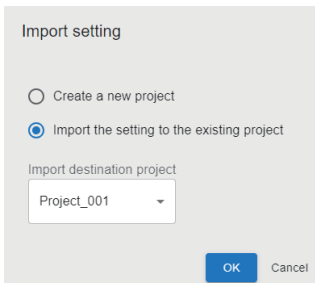 Import setting
Create a new project
Import the setting to the existing project
Import destination project
Project_001
OK Cancel